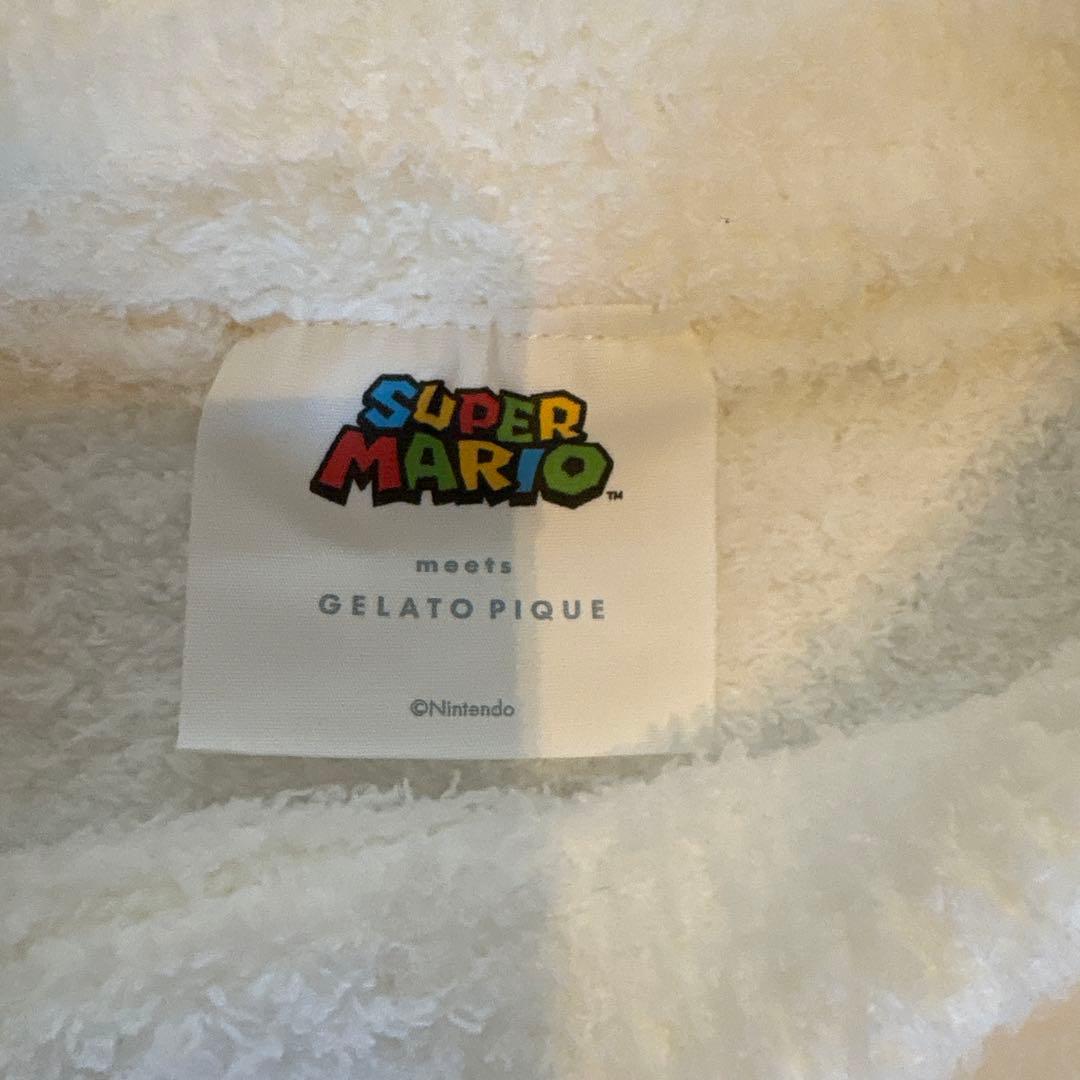 SUPER
MARIO™
meets
GELATO PIQUE
©Nintendo